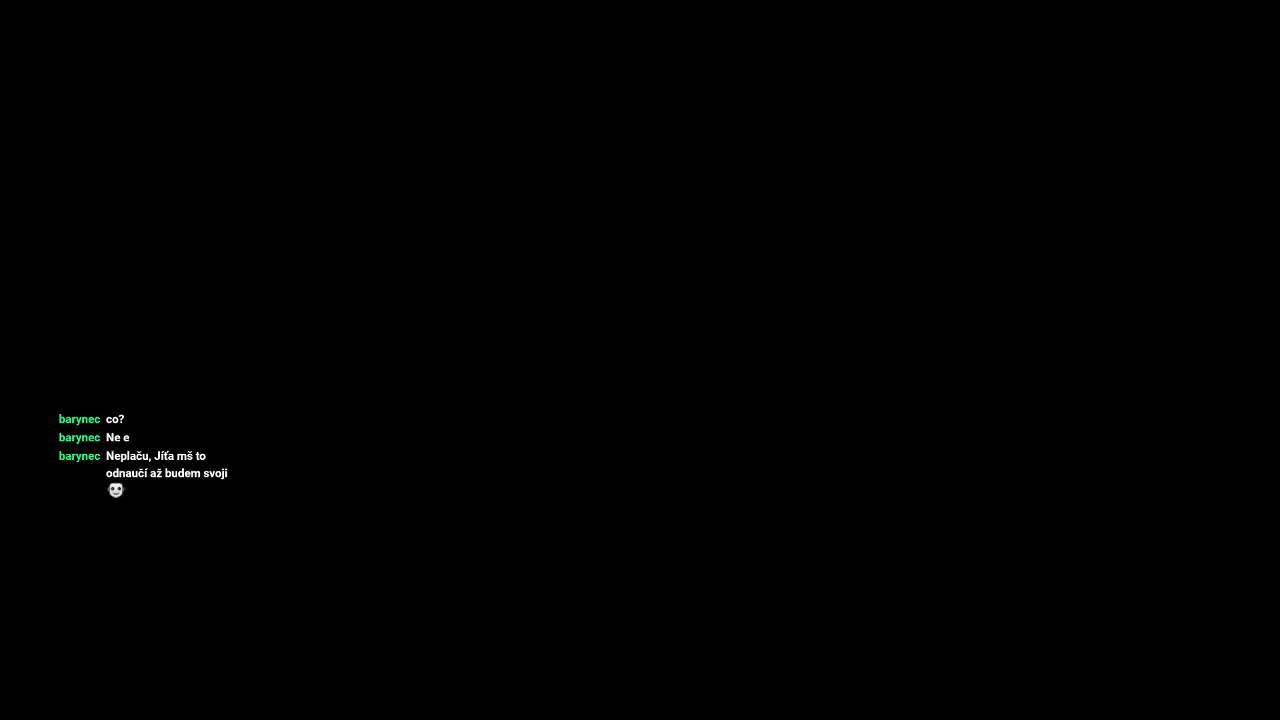 barynec co?
barynec Ne e
barynec Neplaču, Jíťa mš to
odnaučí až budem svoji